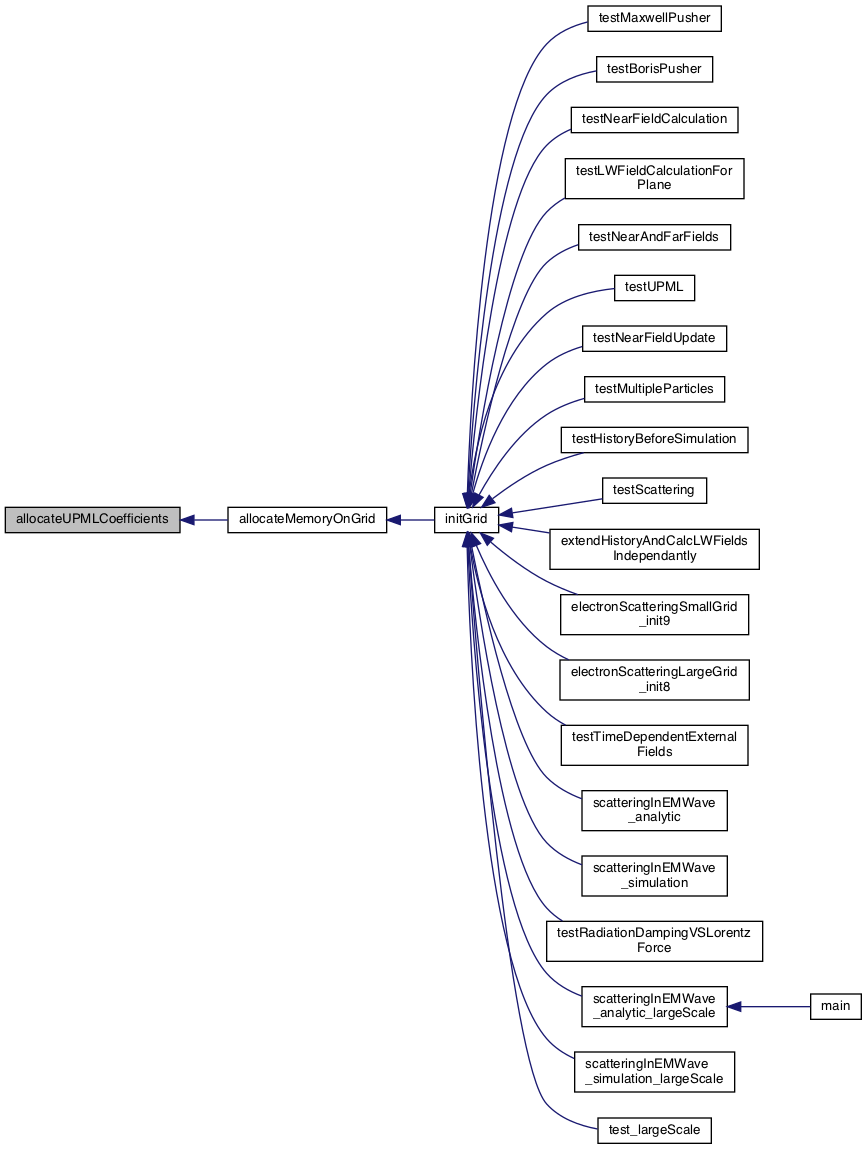 testMaxwellPusher
testBorisPusher
testNearFieldCalculation
testLWFieldCalculationFor
Plane
testNearAndFarFields
testUPML
testNearFieldUpdate
testMultipleParticles
testHistoryBeforeSimulation
testScattering
allocateUPMLCoefficients
allocateMemoryOnGrid
initGrid
extendHistoryAndCalcLWFields
Independantly
electronScatteringSmallGrid
_init9
electronScatteringLargeGrid
_init8
testTimeDependentExternal
Fields
scatteringInEMWave
_analytic
scatteringInEMWave
_simulation
testRadiationDampingVSLorentz
Force
scatteringInEMWave
_analytic_largeScale
main
scatteringInEMWave
_simulation_largeScale
test_largeScale